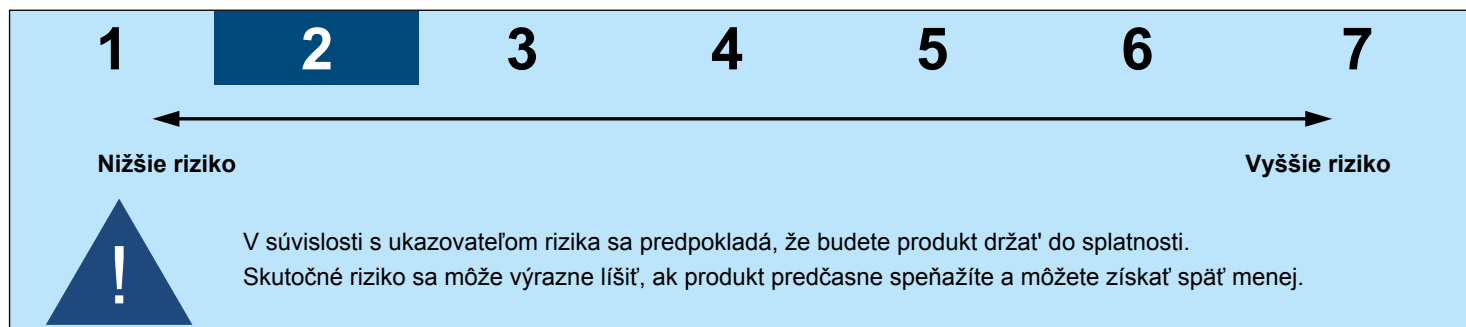 1 2 3 4 5 6 7
Nižšie riziko Vyššie riziko
!
V súvislosti s ukazovateľom rizika sa predpokladá, že budete produkt držat' do splatnosti.
Skutočné riziko sa môže výrazne líšiť, ak produkt predčasne speňažíte a môžete získať späť menej.